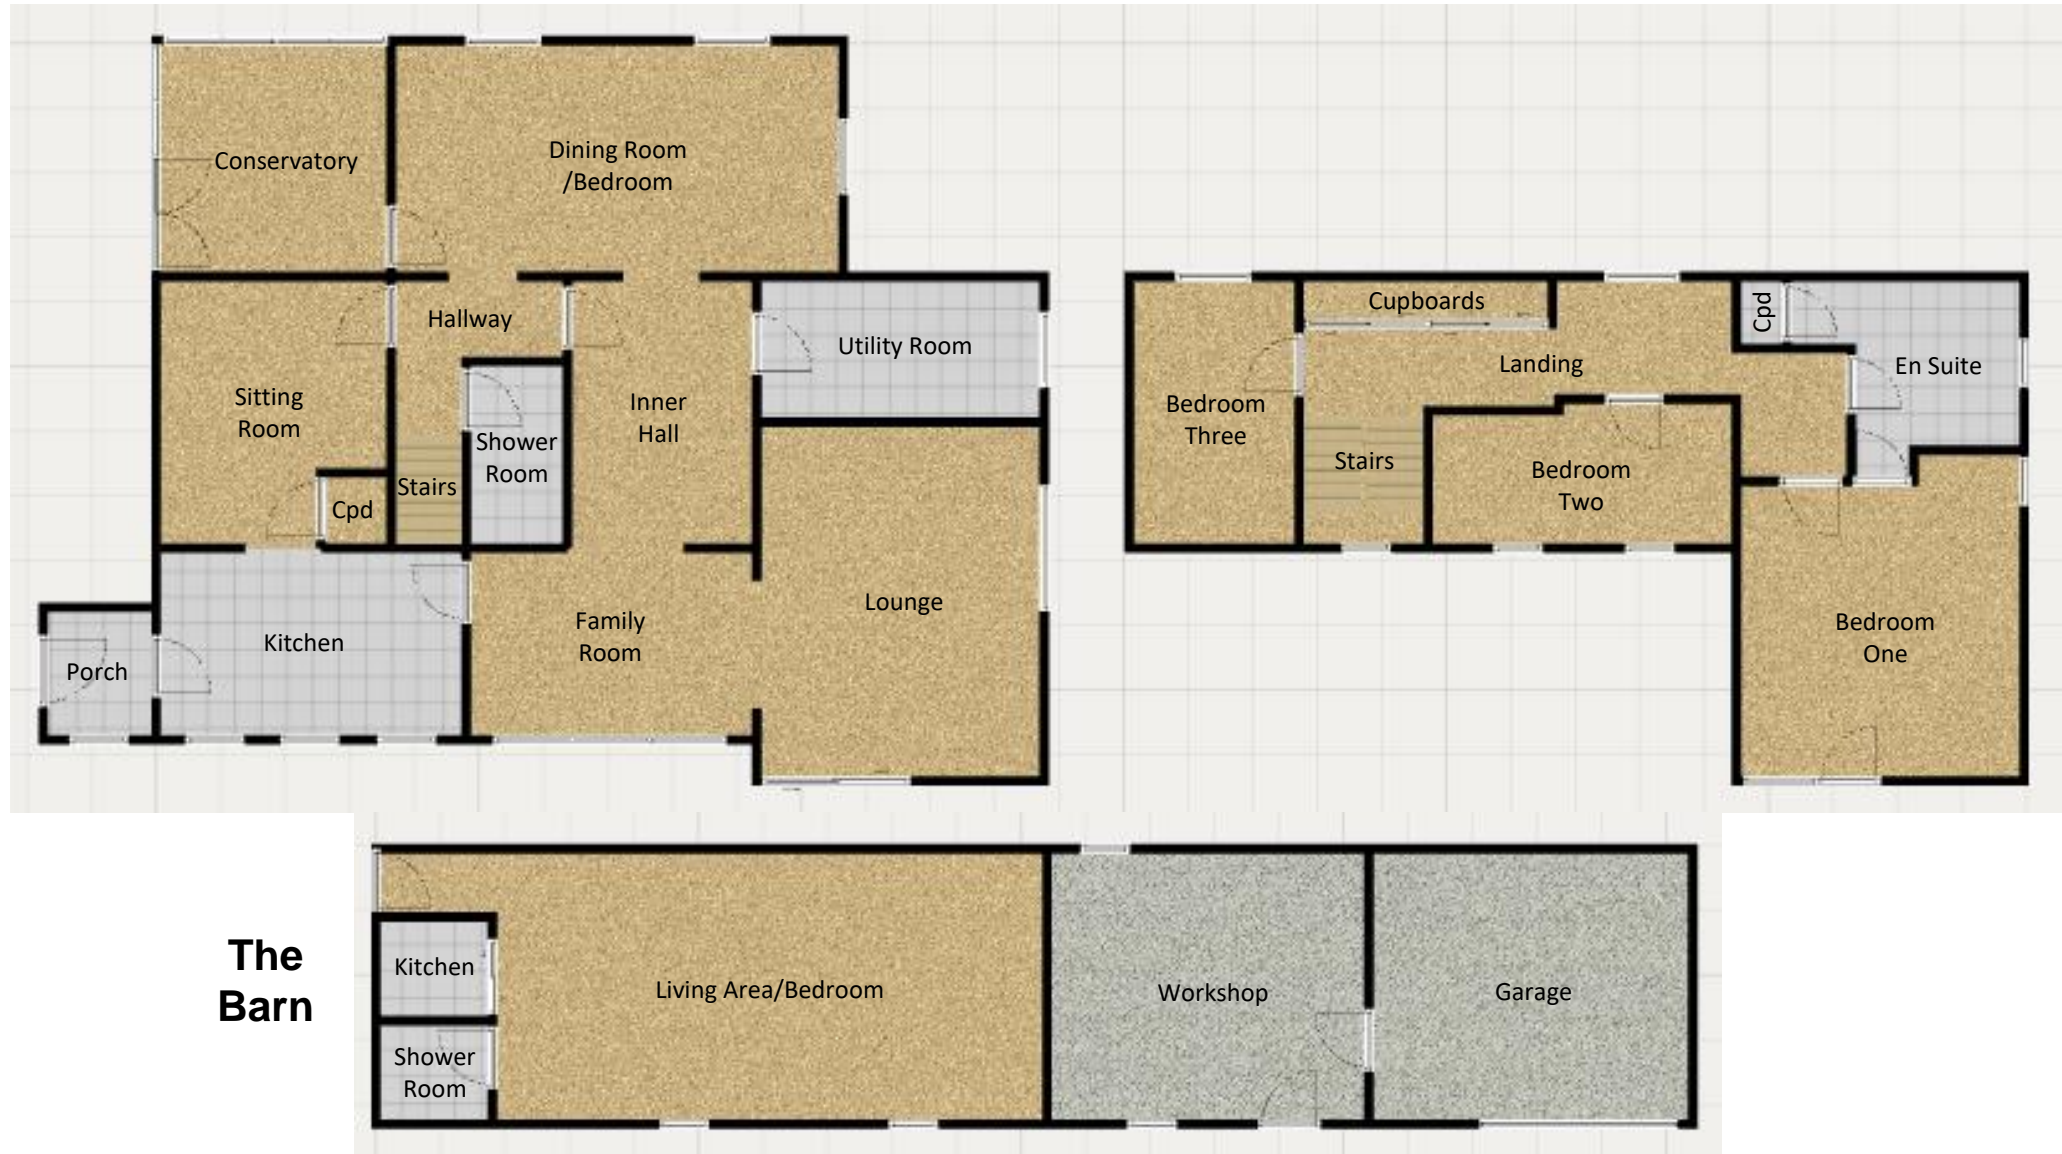 Conservatory
Dining Room
/Bedroom
Hallway
Utility Room
Sitting
Room
Inner
Hall
Shower
Room
Stairs
Cpd
Lounge
Family
Room
Kitchen
Porch
Cupboards
Cpd
Landing
En Suite
Bedroom
Three
Stairs
Bedroom
Two
Bedroom
One
The
Barn
Kitchen
Living Area/Bedroom
Workshop
Garage
Shower
Room